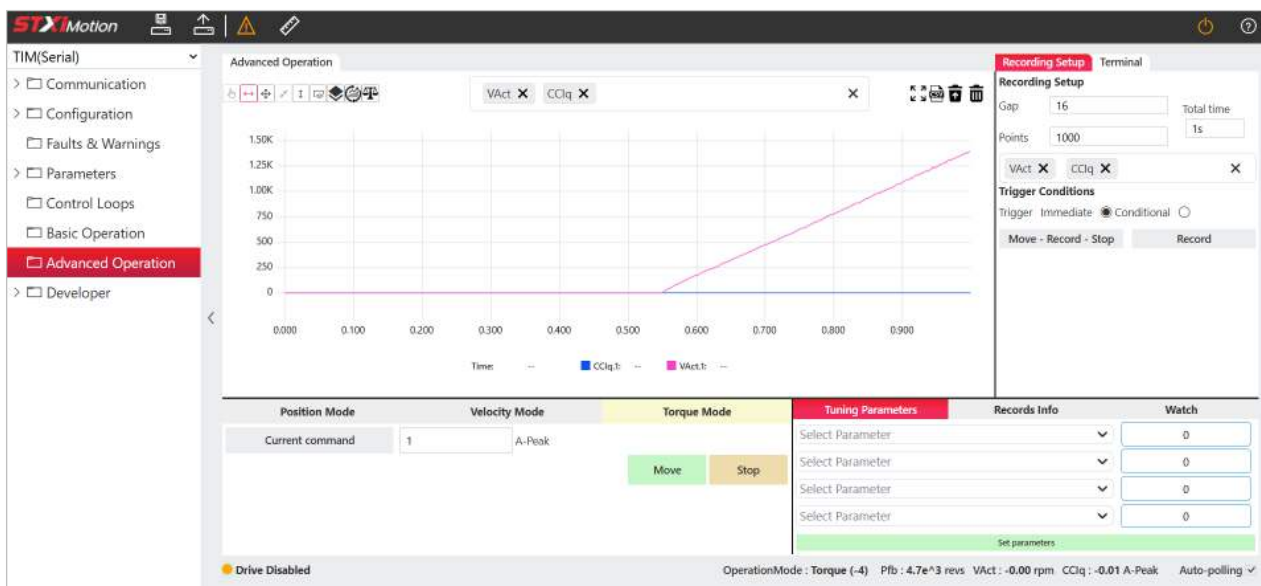 STXiMotion
TIM(Serial)
Communication
Configuration
Faults & Warnings
Parameters
Control Loops
Basic Operation
Advanced Operation
Developer
Advanced Operation
VAct CCIq
1.50K
1.25K
1.00K
750
500
250
0
0.000 0.100 0.200 0.300 0.400 0.500 0.600 0.700 0.800 0.900
Time: -- CCIq.1: -- VAct.1: --
Recording Setup Terminal
Recording Setup
Gap 16 Total time
Points 1000 1s
VAct CCIq
Trigger Conditions
Trigger Immediate Conditional
Move - Record - Stop Record
Position Mode Velocity Mode Torque Mode
Current command 1 A-Peak
Move Stop
Tuning Parameters Records Info Watch
Select Parameter 0
Select Parameter 0
Select Parameter 0
Select Parameter 0
Set parameters
Drive Disabled OperationMode : Torque (-4) Pfb : 4.7e^3 revs VAct : -0.00 rpm CCIq : -0.01 A-Peak Auto-polling